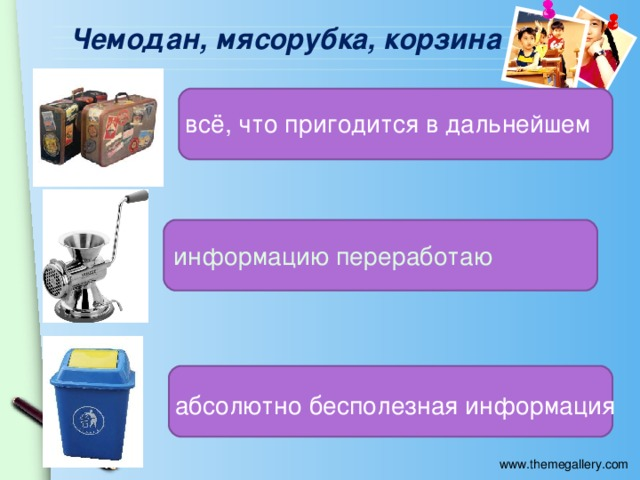 Чемодан, мясорубка, корзина
всё, что пригодится в дальнейшем
информацию переработаю
абсолютно бесполезная информация
www.themegallery.com